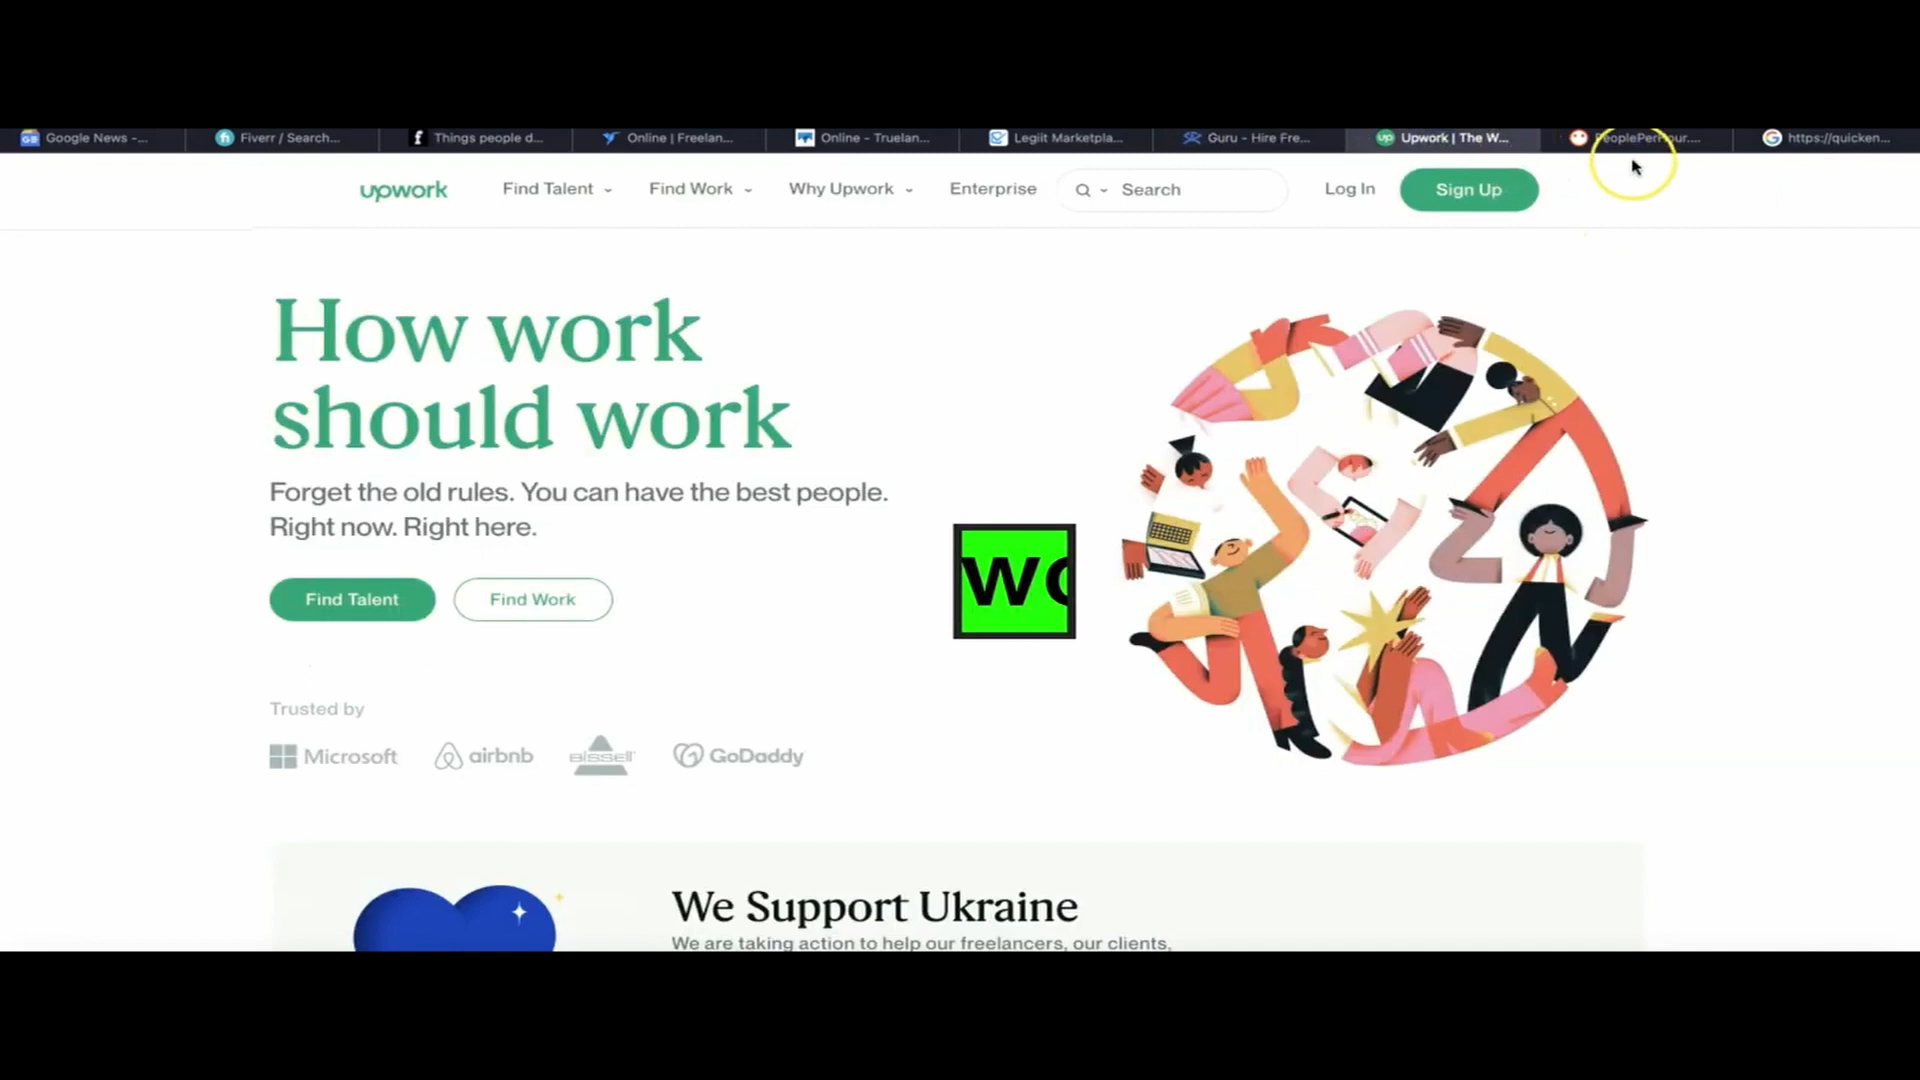 Google News -...
Fiverr / Search...
Things people d...
Online | Freelan...
Online - Truelan...
Legiit Marketpla...
Guru - Hire Fre...
Upwork | The W...
PeoplePerHour....
https://quicken...
upwork
Find Talent
Find Work
Why Upwork
Enterprise
Search
Log In
Sign Up
How work
should work
Forget the old rules. You can have the best people.
Right now. Right here.
Find Talent
Find Work
Trusted by
Microsoft
airbnb
BISSELL
GoDaddy
We Support Ukraine
We are taking action to help our freelancers, our clients,